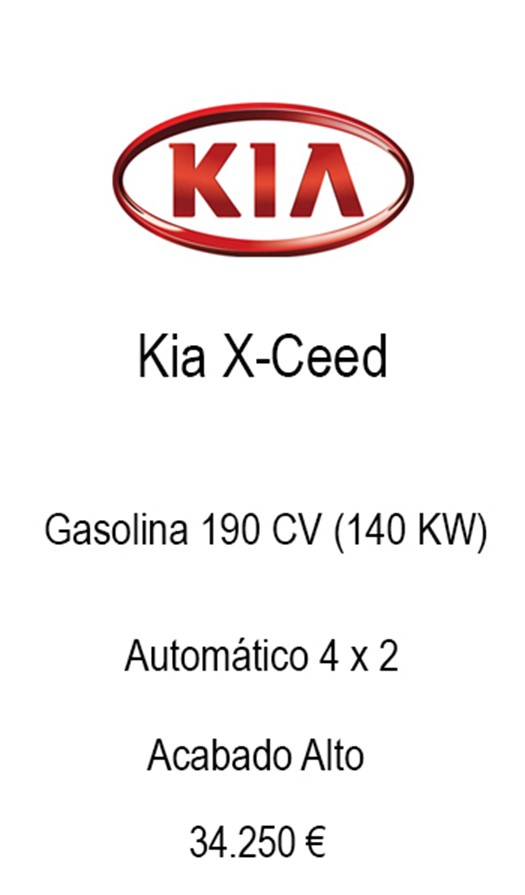 KIA
Kia X-Ceed
Gasolina 190 CV (140 KW)
Automático 4 x 2
Acabado Alto
34.250 €